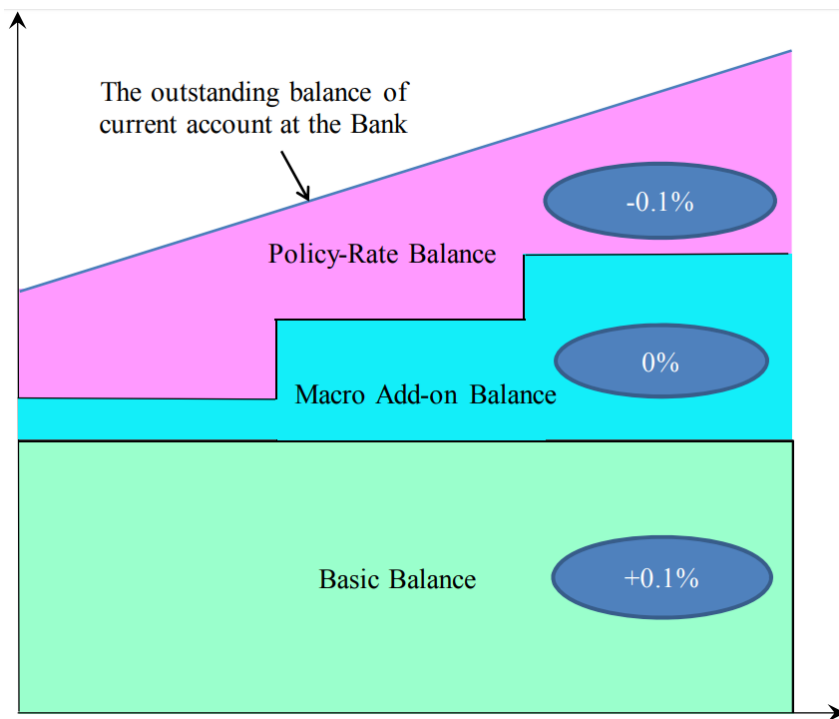 The outstanding balance of
current account at the Bank
-0.1%
Policy-Rate Balance
0%
Macro Add-on Balance
Basic Balance
+0.1%